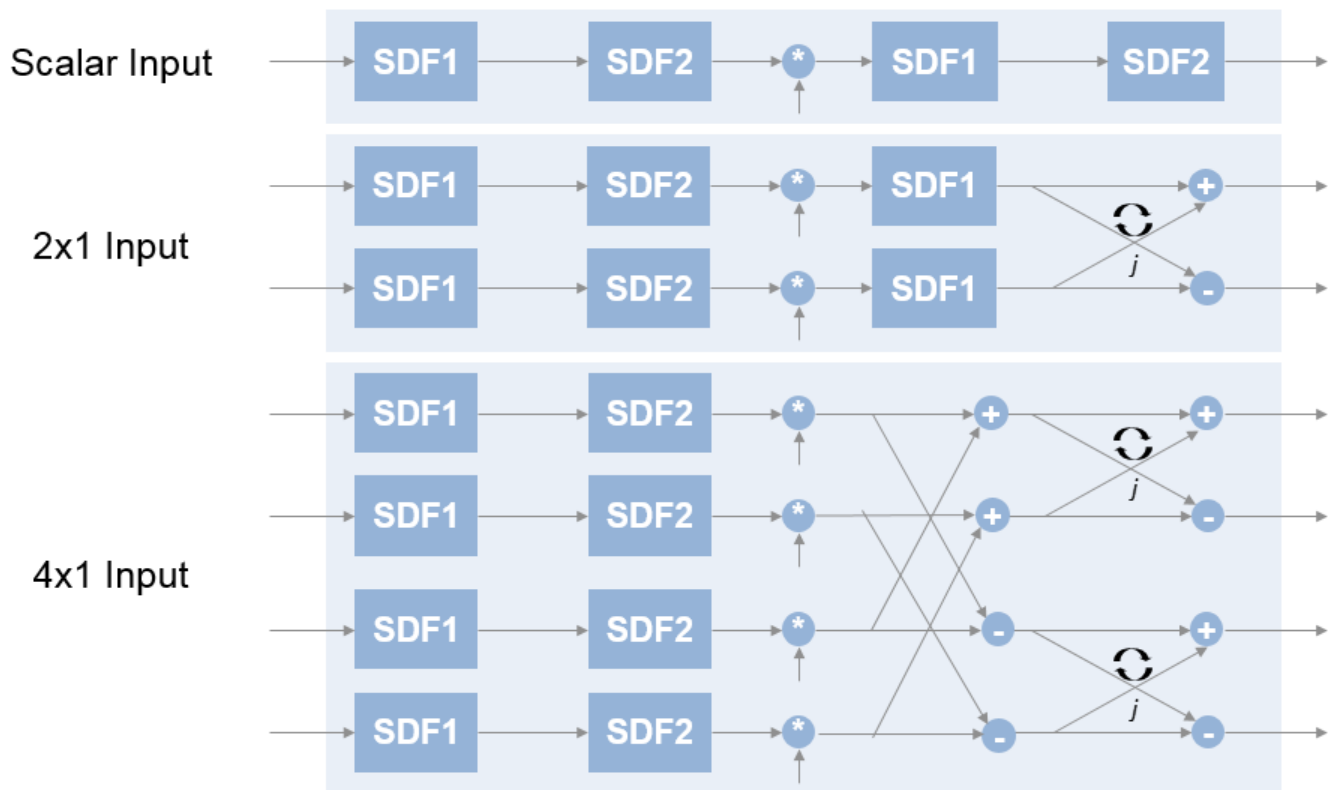 Scalar Input
SDF1 SDF2 * SDF1 SDF2
2x1 Input
SDF1 SDF2 * SDF1 +
j
SDF1 SDF2 * SDF1 -
4x1 Input
SDF1 SDF2 * + +
j
SDF1 SDF2 * + -
SDF1 SDF2 * - +
j
SDF1 SDF2 * - -